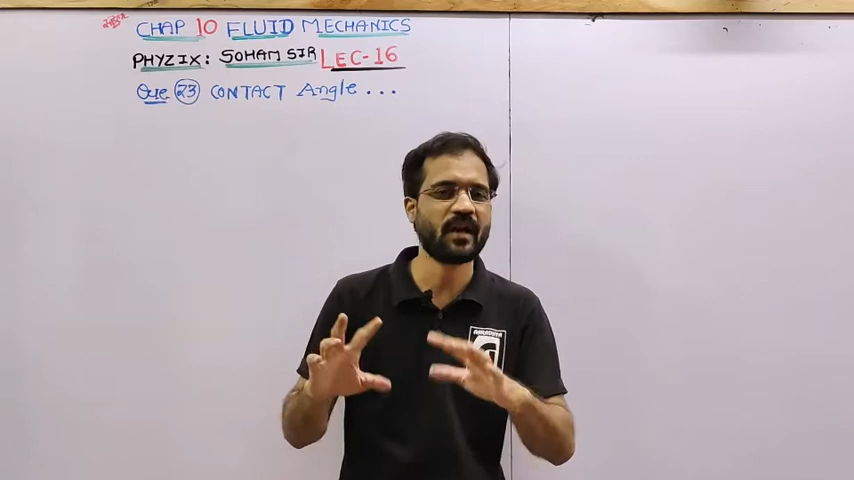 CHAP 10 FLUID MECHANICS
PHYZIX: SOHAM SIR LEC-16
Que 23 CONTACT Angle ...